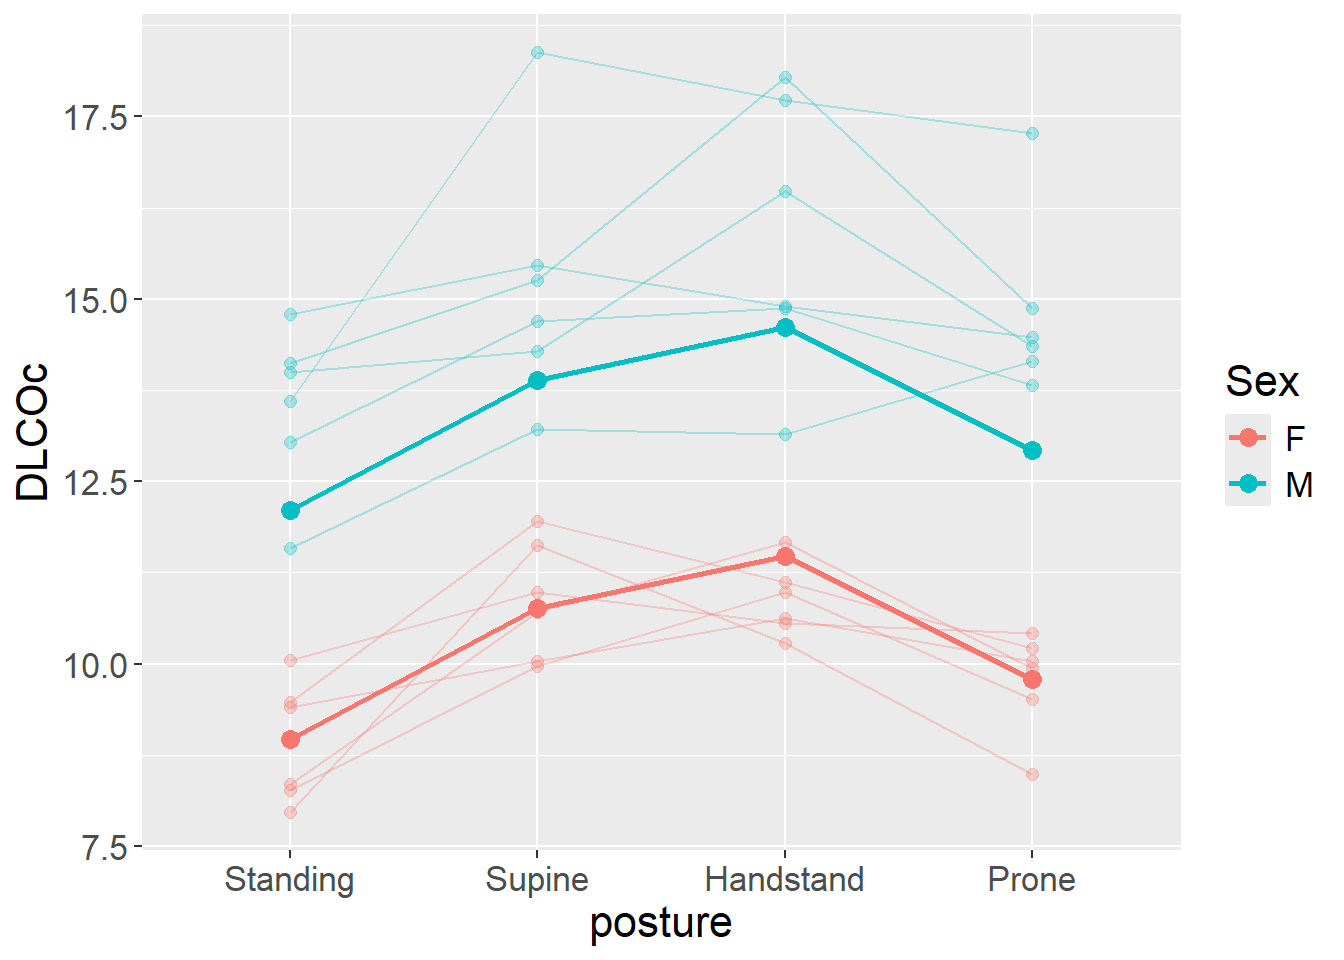 DLCOc
17.5
15.0
12.5
10.0
7.5
Standing Supine Handstand Prone
posture
Sex
F
M